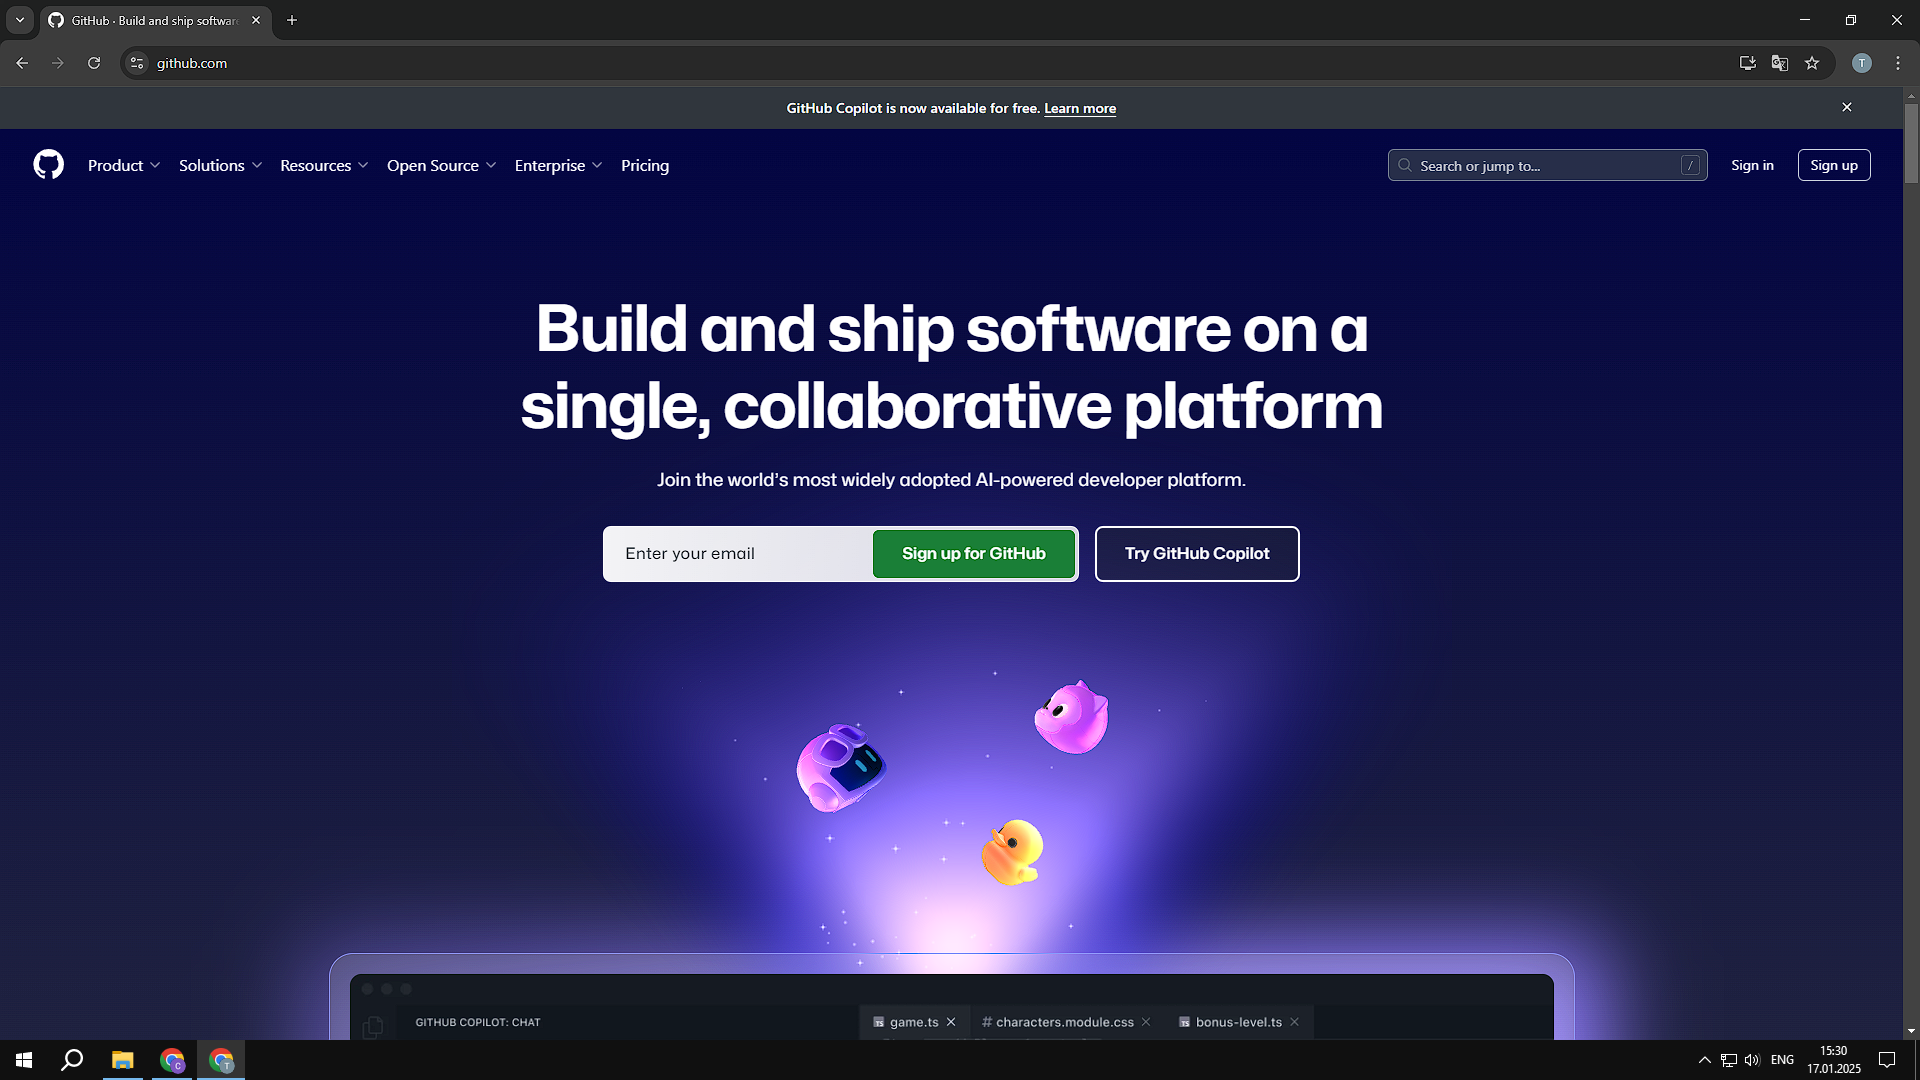 GitHub · Build and ship software
github.com
T
GitHub Copilot is now available for free. Learn more
Product Solutions Resources Open Source Enterprise Pricing Search or jump to... / Sign in Sign up
Build and ship software on a
single, collaborative platform
Join the world's most widely adopted AI-powered developer platform.
Enter your email Sign up for GitHub Try GitHub Copilot
GITHUB COPILOT: CHAT TS game.ts # characters.module.css TS bonus-level.ts
C T ENG 15:30
17.01.2025